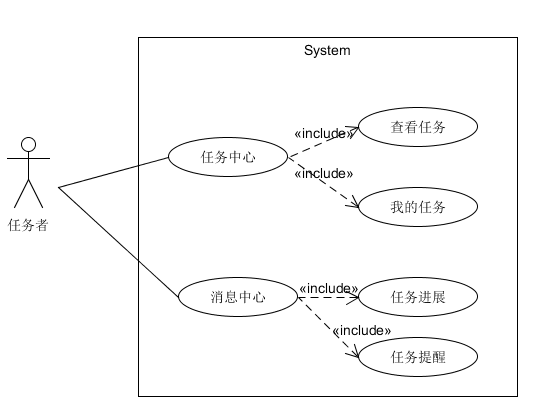 System
«include»
查看任务
任务中心
«include»
我的任务
任务者
«include»
消息中心
任务进展
«include»
任务提醒